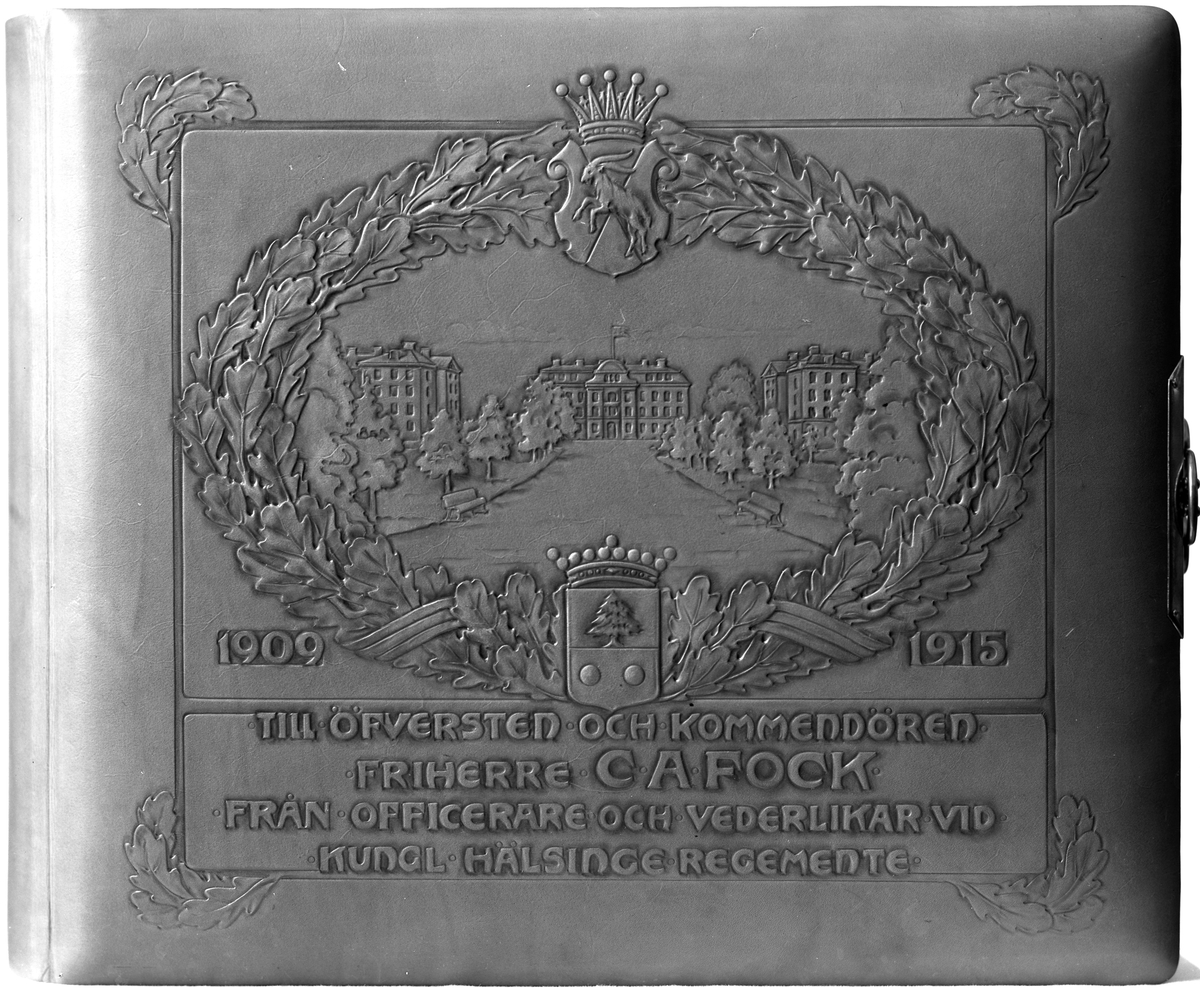 1909 1915
·TILL·ÖFVERSTEN·OCH·KOMMENDÖREN·
·FRIHERRE·C·A·FOCK·
·FRÅN·OFFICERARE·OCH·VEDERLIKAR·VID·
·KUNGL·HÄLSINGE·REGEMENTE·